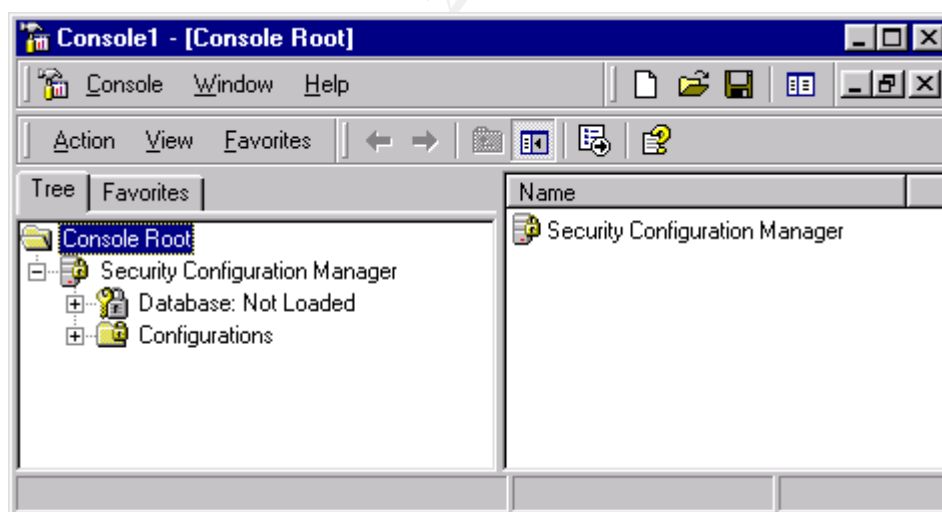 Console1 - [Console Root]
Console Window Help
Action View Favorites
Tree Favorites
Name
Console Root
Security Configuration Manager
Security Configuration Manager
Database: Not Loaded
Configurations